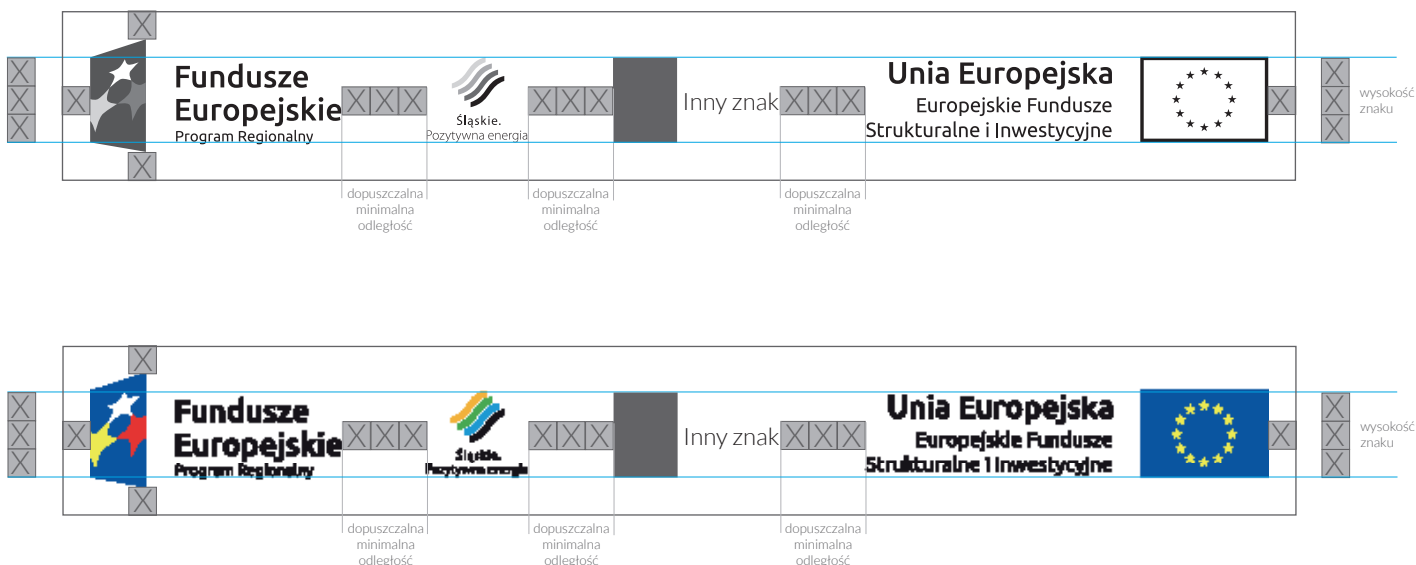 Fundusze
Europejskie
Program Regionalny
Śląskie.
Pozytywna energia
Inny znak
Unia Europejska
Europejskie Fundusze
Strukturalne i Inwestycyjne
X
X
X
X
X
X
X X X
X X X
X X X
X
X
X
X
wysokość
znaku
dopuszczalna
minimalna
odległość
dopuszczalna
minimalna
odległość
dopuszczalna
minimalna
odległość
Fundusze
Europejskie
Program Regionalny
Śląskie.
Pozytywna energia
Inny znak
Unia Europejska
Europejskie Fundusze
Strukturalne i Inwestycyjne
X
X
X
X
X
X
X X X
X X X
X X X
X
X
X
X
wysokość
znaku
dopuszczalna
minimalna
odległość
dopuszczalna
minimalna
odległość
dopuszczalna
minimalna
odległość